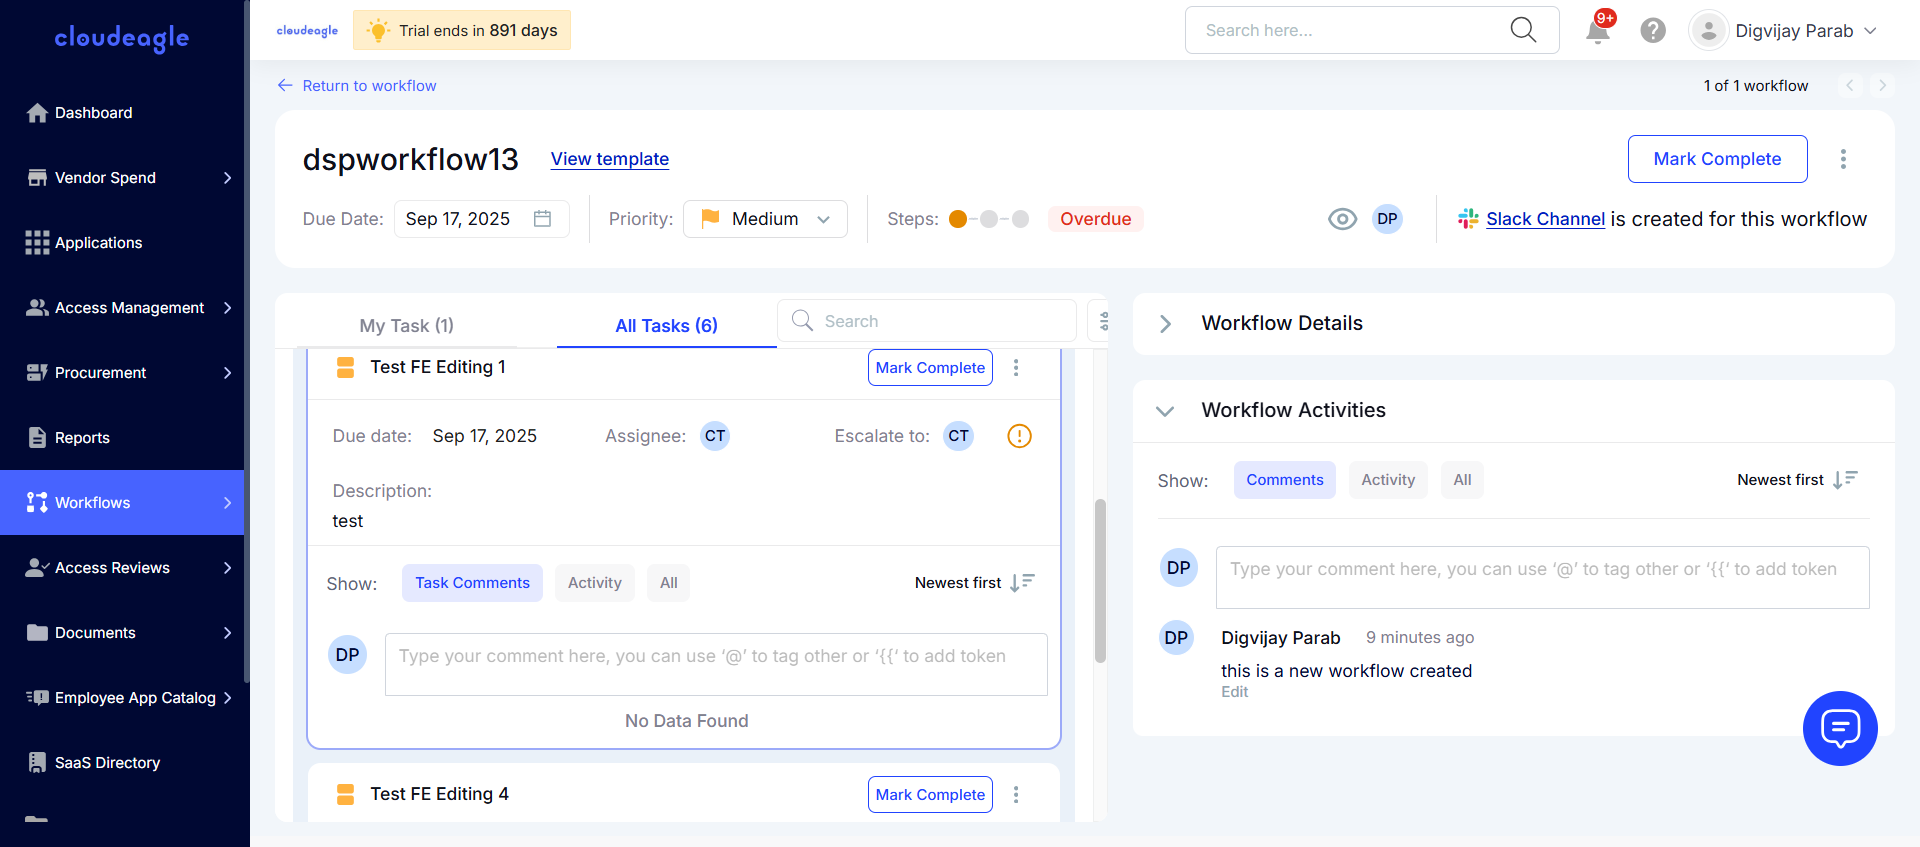 cloudeagle
Dashboard
Vendor Spend
Applications
Access Management
Procurement
Reports
Workflows
Access Reviews
Documents
Employee App Catalog
SaaS Directory
cloudeagle
Trial ends in 891 days
Search here...
9+
Digvijay Parab
Return to workflow
1 of 1 workflow
dspworkflow13
View template
Mark Complete
Due Date: Sep 17, 2025
Priority: Medium
Steps:
Overdue
DP
Slack Channel is created for this workflow
My Task (1)
All Tasks (6)
Search
Test FE Editing 1
Mark Complete
Due date: Sep 17, 2025
Assignee: CT
Escalate to: CT
Description:
test
Show: Task Comments Activity All
Newest first
DP
Type your comment here, you can use ‘@’ to tag other or ‘{{‘ to add token
No Data Found
Test FE Editing 4
Mark Complete
Workflow Details
Workflow Activities
Show: Comments Activity All
Newest first
DP
Type your comment here, you can use ‘@’ to tag other or ‘{{‘ to add token
DP
Digvijay Parab 9 minutes ago
this is a new workflow created
Edit